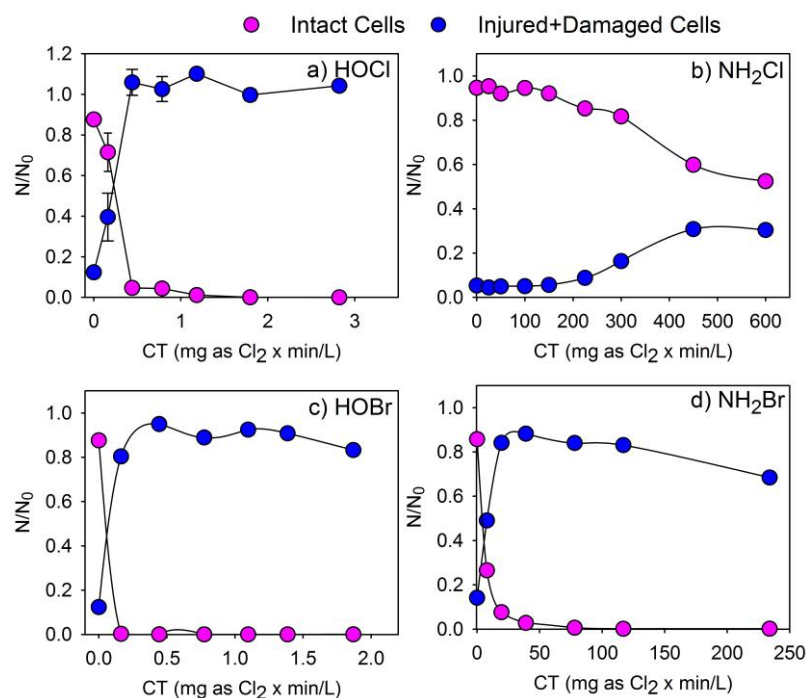 Intact Cells Injured+Damaged Cells
a) HOCl
N/N₀
1.2
1.0
0.8
0.6
0.4
0.2
0.0
0 1 2 3
CT (mg as Cl₂ x min/L)
b) NH₂Cl
N/N₀
1.0
0.8
0.6
0.4
0.2
0.0
0 100 200 300 400 500 600
CT (mg as Cl₂ x min/L)
c) HOBr
N/N₀
1.0
0.8
0.6
0.4
0.2
0.0
0.0 0.5 1.0 1.5 2.0
CT (mg as Cl₂ x min/L)
d) NH₂Br
N/N₀
1.0
0.8
0.6
0.4
0.2
0.0
0 50 100 150 200 250
CT (mg as Cl₂ x min/L)